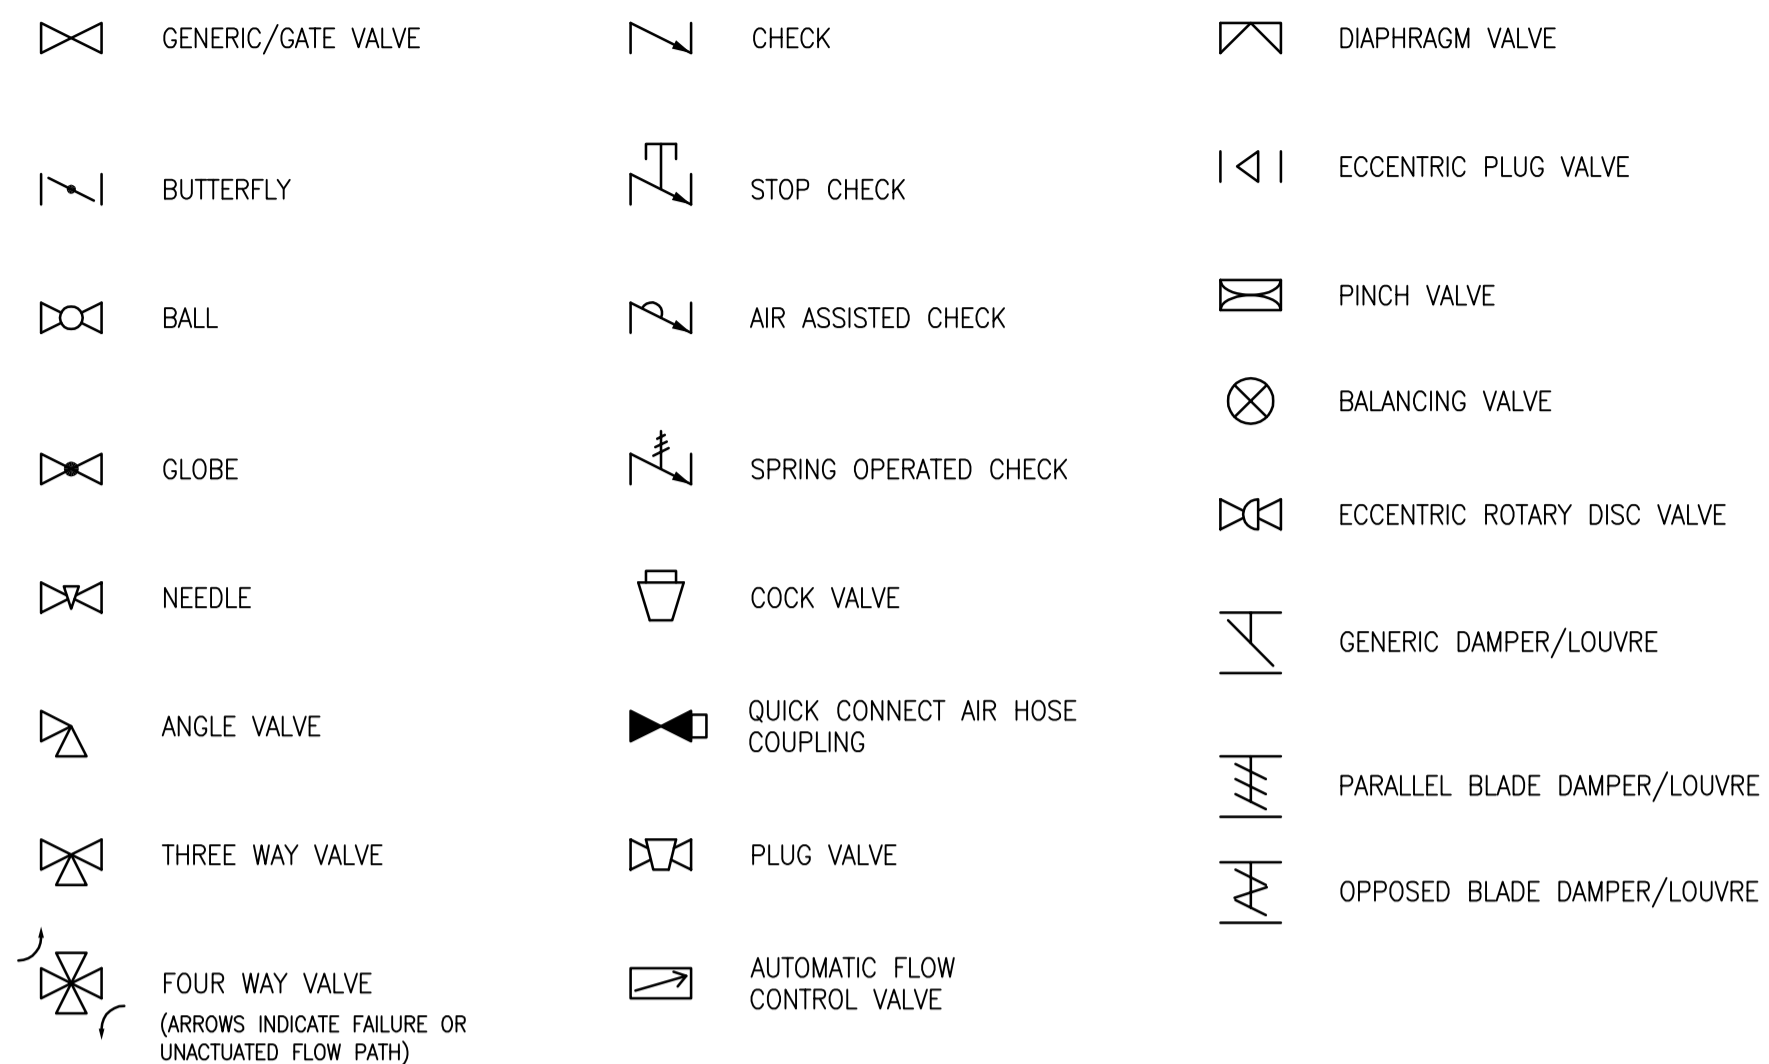 GENERIC/GATE VALVE
BUTTERFLY
BALL
GLOBE
NEEDLE
ANGLE VALVE
THREE WAY VALVE
FOUR WAY VALVE
(ARROWS INDICATE FAILURE OR
UNACTUATED FLOW PATH)
CHECK
STOP CHECK
AIR ASSISTED CHECK
SPRING OPERATED CHECK
COCK VALVE
QUICK CONNECT AIR HOSE
COUPLING
PLUG VALVE
AUTOMATIC FLOW
CONTROL VALVE
DIAPHRAGM VALVE
ECCENTRIC PLUG VALVE
PINCH VALVE
BALANCING VALVE
ECCENTRIC ROTARY DISC VALVE
GENERIC DAMPER/LOUVRE
PARALLEL BLADE DAMPER/LOUVRE
OPPOSED BLADE DAMPER/LOUVRE